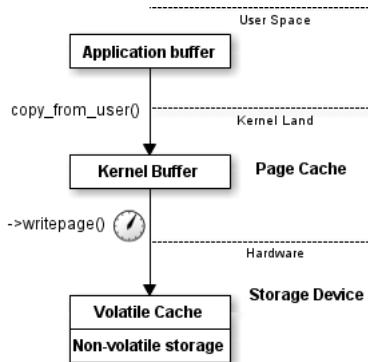 User Space
Application buffer
copy_from_user()
Kernel Land
Kernel Buffer
Page Cache
->writepage()
Hardware
Storage Device
Volatile Cache
Non-volatile storage